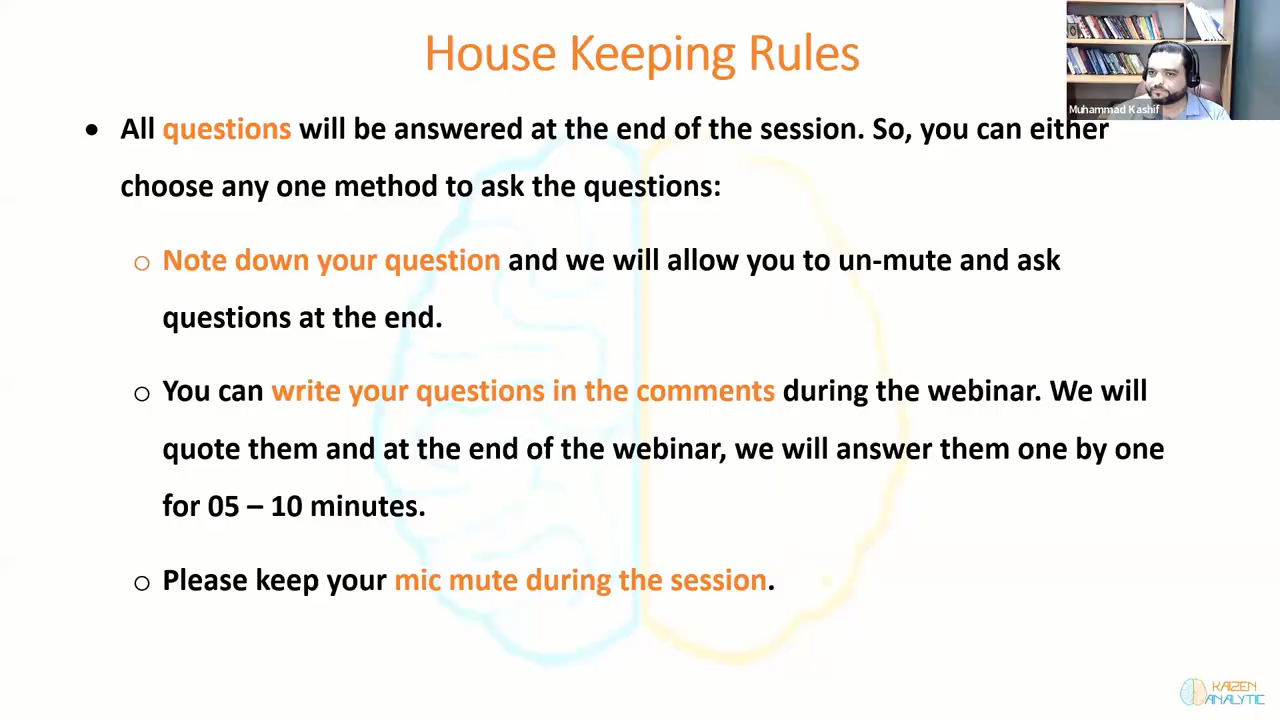 House Keeping Rules
Muhammad Kashif
• All questions will be answered at the end of the session. So, you can either
choose any one method to ask the questions:
o Note down your question and we will allow you to un-mute and ask
questions at the end.
o You can write your questions in the comments during the webinar. We will
quote them and at the end of the webinar, we will answer them one by one
for 05 – 10 minutes.
o Please keep your mic mute during the session.
KAIZEN
ANALYTIC